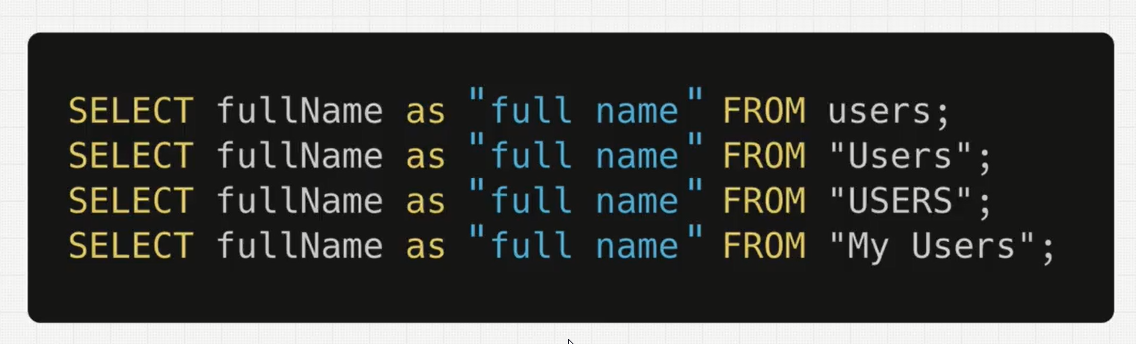 SELECT fullName as "full name" FROM users;
SELECT fullName as "full name" FROM "Users";
SELECT fullName as "full name" FROM "USERS";
SELECT fullName as "full name" FROM "My Users";